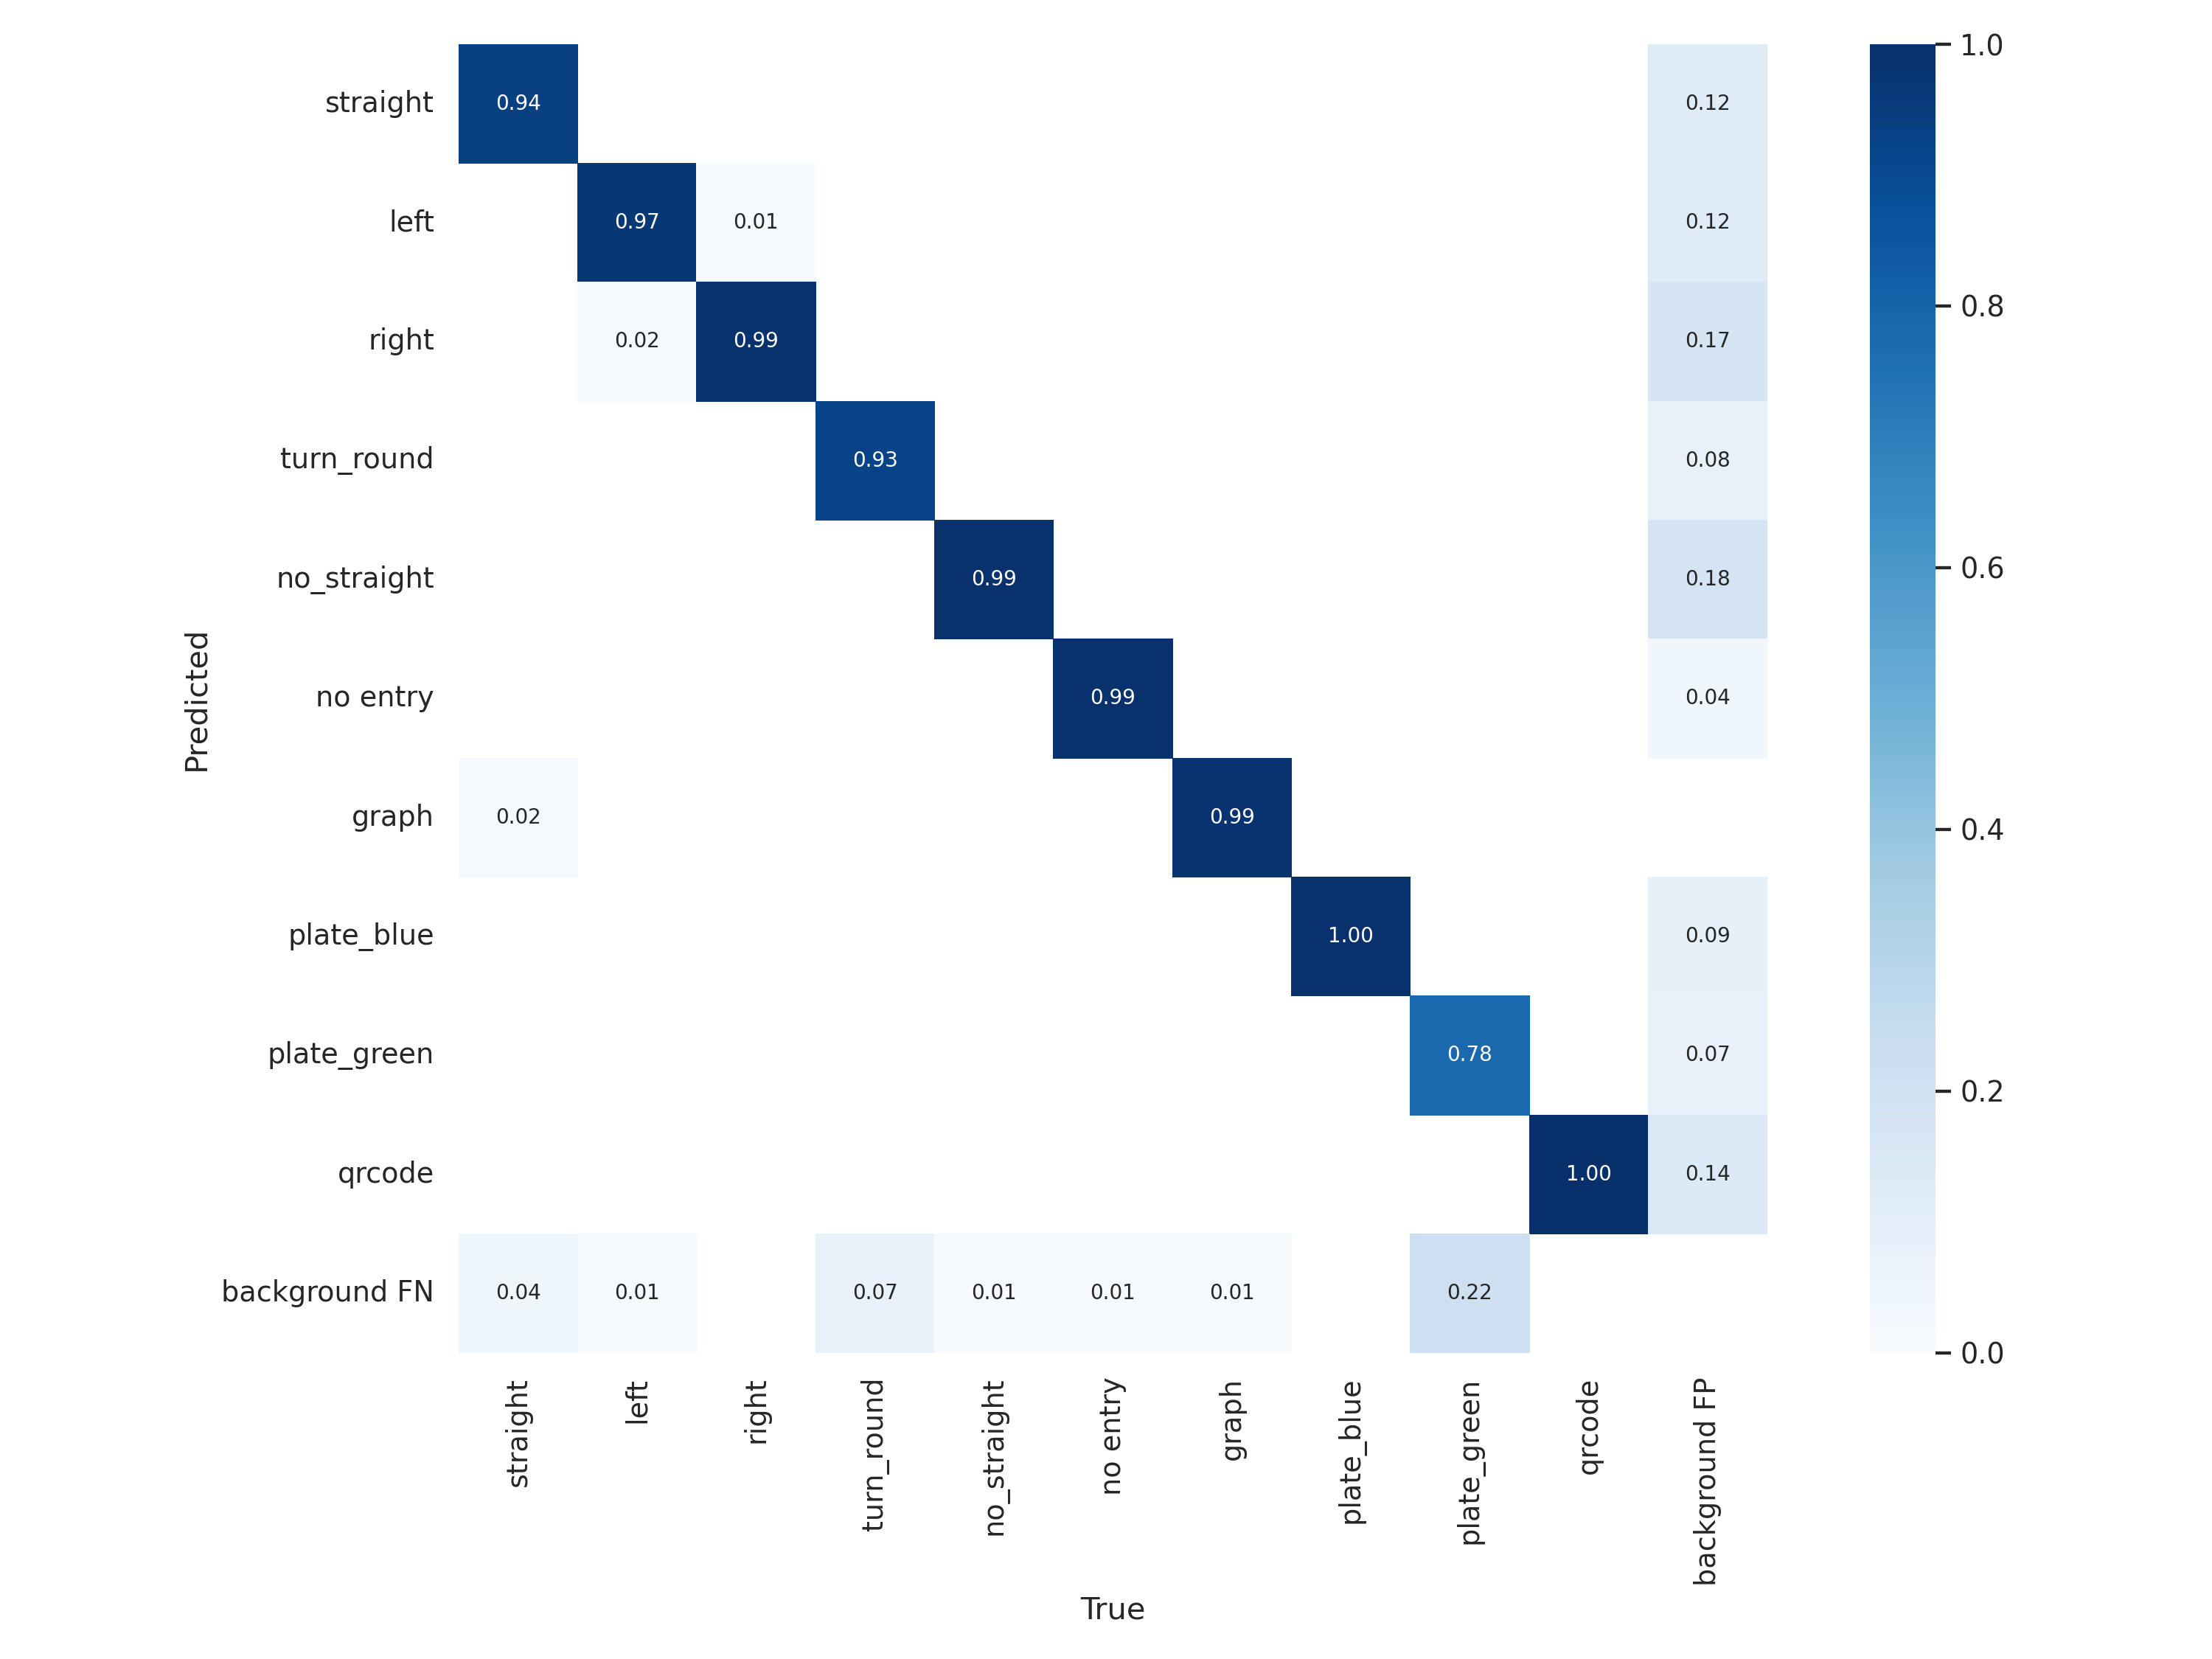 straight 0.94 0.12
left 0.97 0.01 0.12
right 0.02 0.99 0.17
turn_round 0.93 0.08
no_straight 0.99 0.18
no entry 0.99 0.04
graph 0.02 0.99
plate_blue 1.00 0.09
plate_green 0.78 0.07
qrcode 1.00 0.14
background FN 0.04 0.01 0.07 0.01 0.01 0.01 0.22
Predicted
straight
left
right
turn_round
no_straight
no entry
graph
plate_blue
plate_green
qrcode
background FP
True
1.0
0.8
0.6
0.4
0.2
0.0